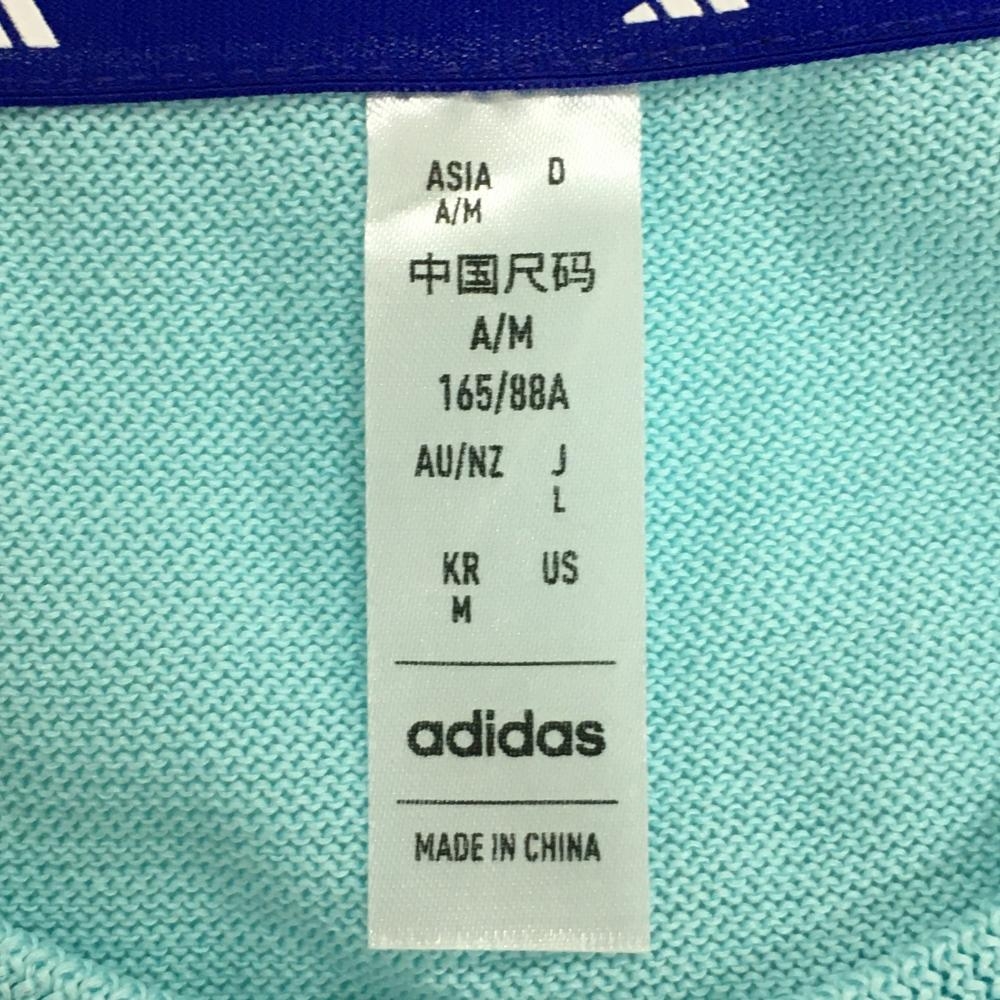 ASIA D
A/M
中国尺码
A/M
165/88A
AU/NZ J
L
KR US
M
adidas
MADE IN CHINA